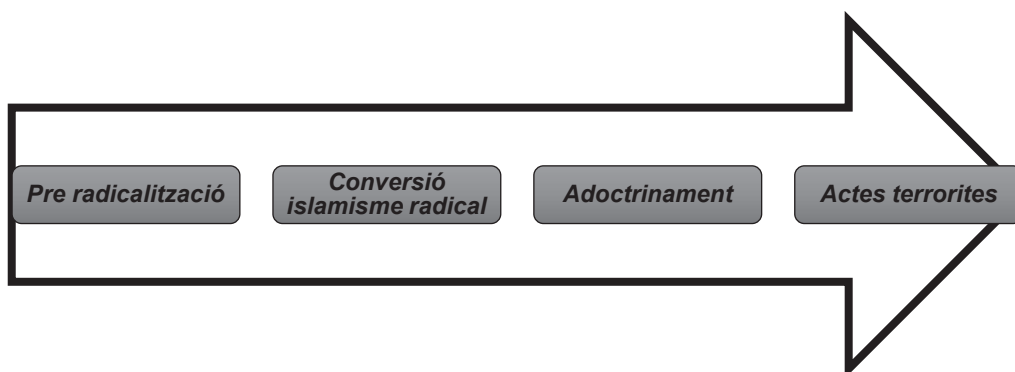 Pre radicalització
Conversió
islamisme radical
Adoctrinament
Actes terrorites